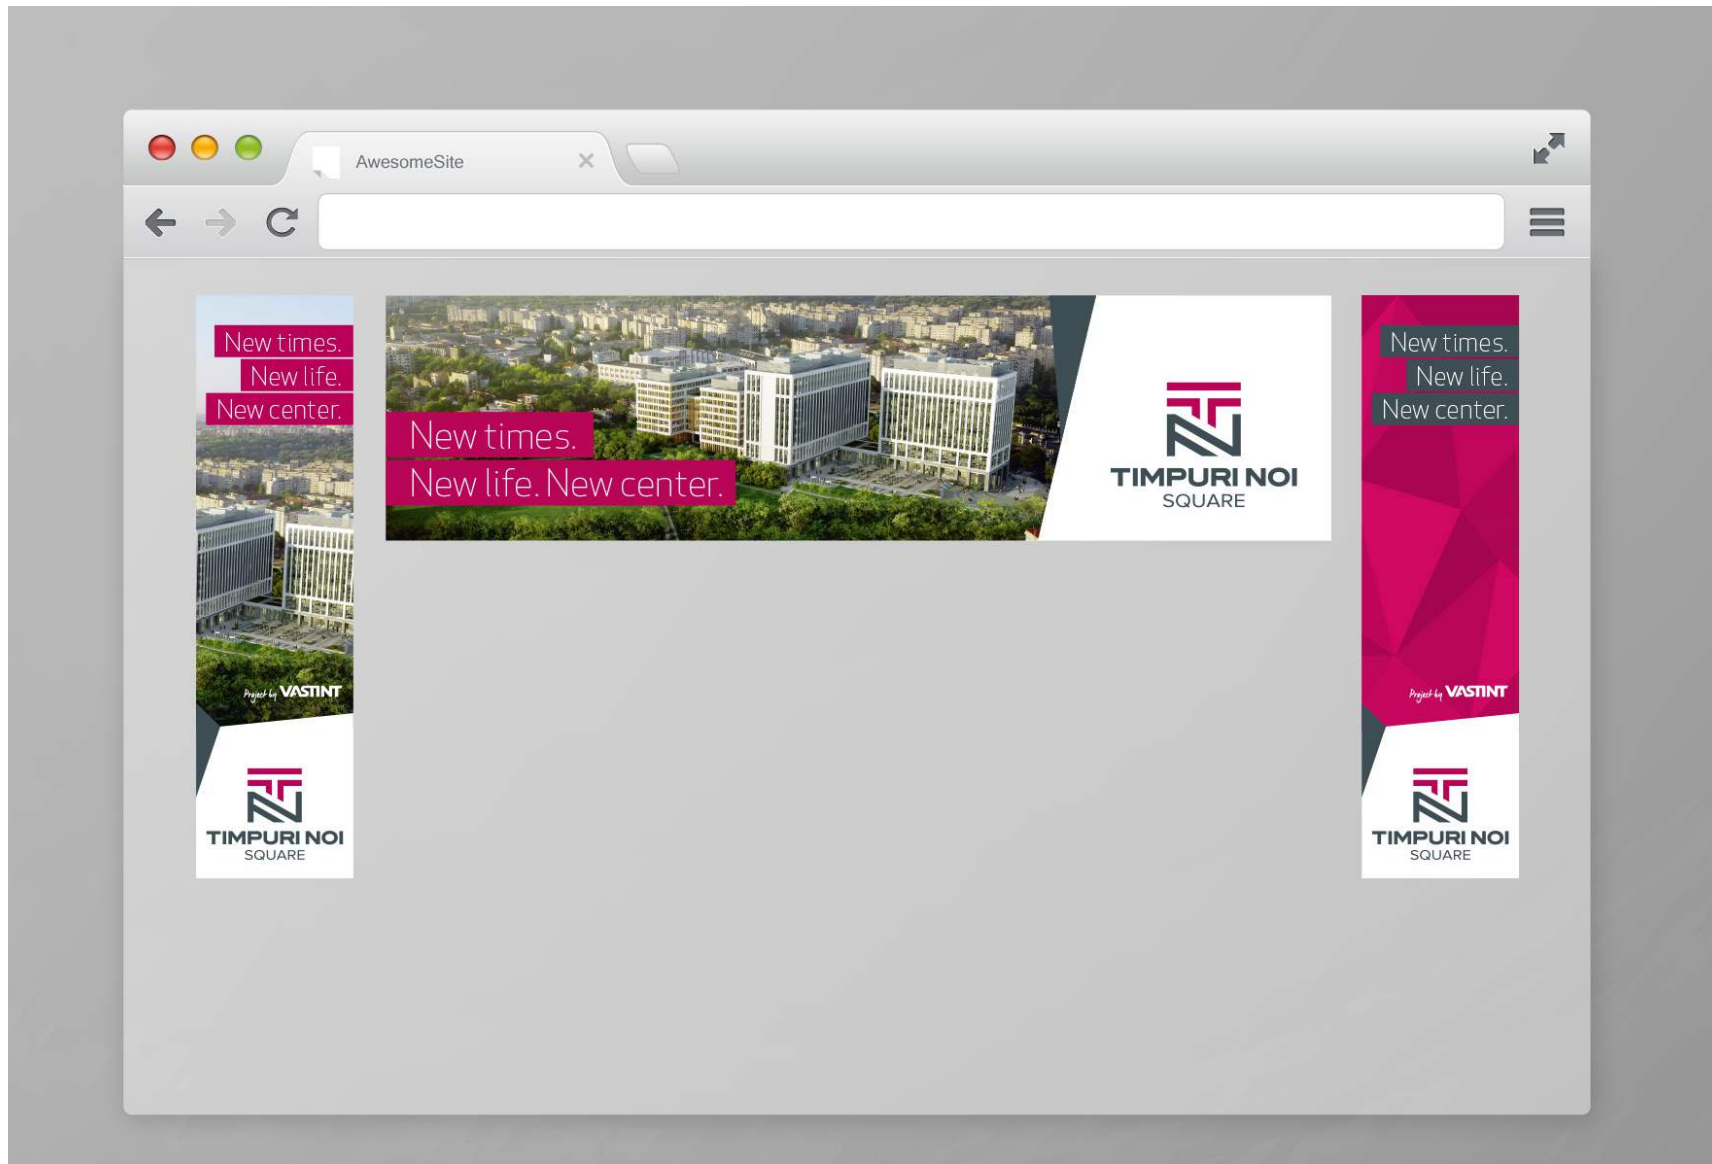 AwesomeSite
New times.
New life.
New center.
Project by VASTINT
TIMPURI NOI
SQUARE
New times.
New life. New center.
TIMPURI NOI
SQUARE
New times.
New life.
New center.
Project by VASTINT
TIMPURI NOI
SQUARE